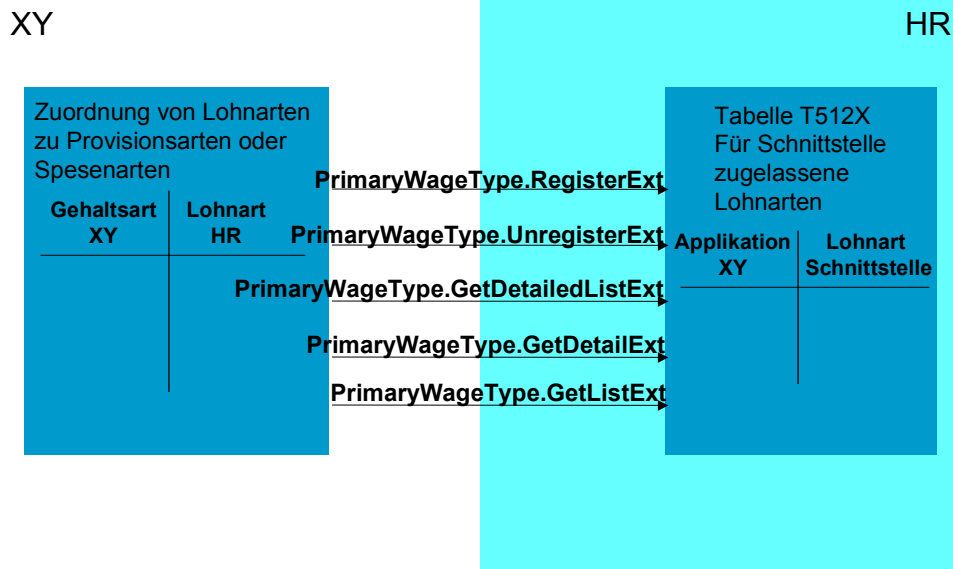 XY
HR
Zuordnung von Lohnarten
zu Provisionsarten oder
Spesenarten
Gehaltsart
XY
Lohnart
HR
PrimaryWageType.RegisterExt
PrimaryWageType.UnregisterExt
PrimaryWageType.GetDetailedListExt
PrimaryWageType.GetDetailExt
PrimaryWageType.GetListExt
Tabelle T512X
Für Schnittstelle
zugelassene
Lohnarten
Applikation
XY
Lohnart
Schnittstelle